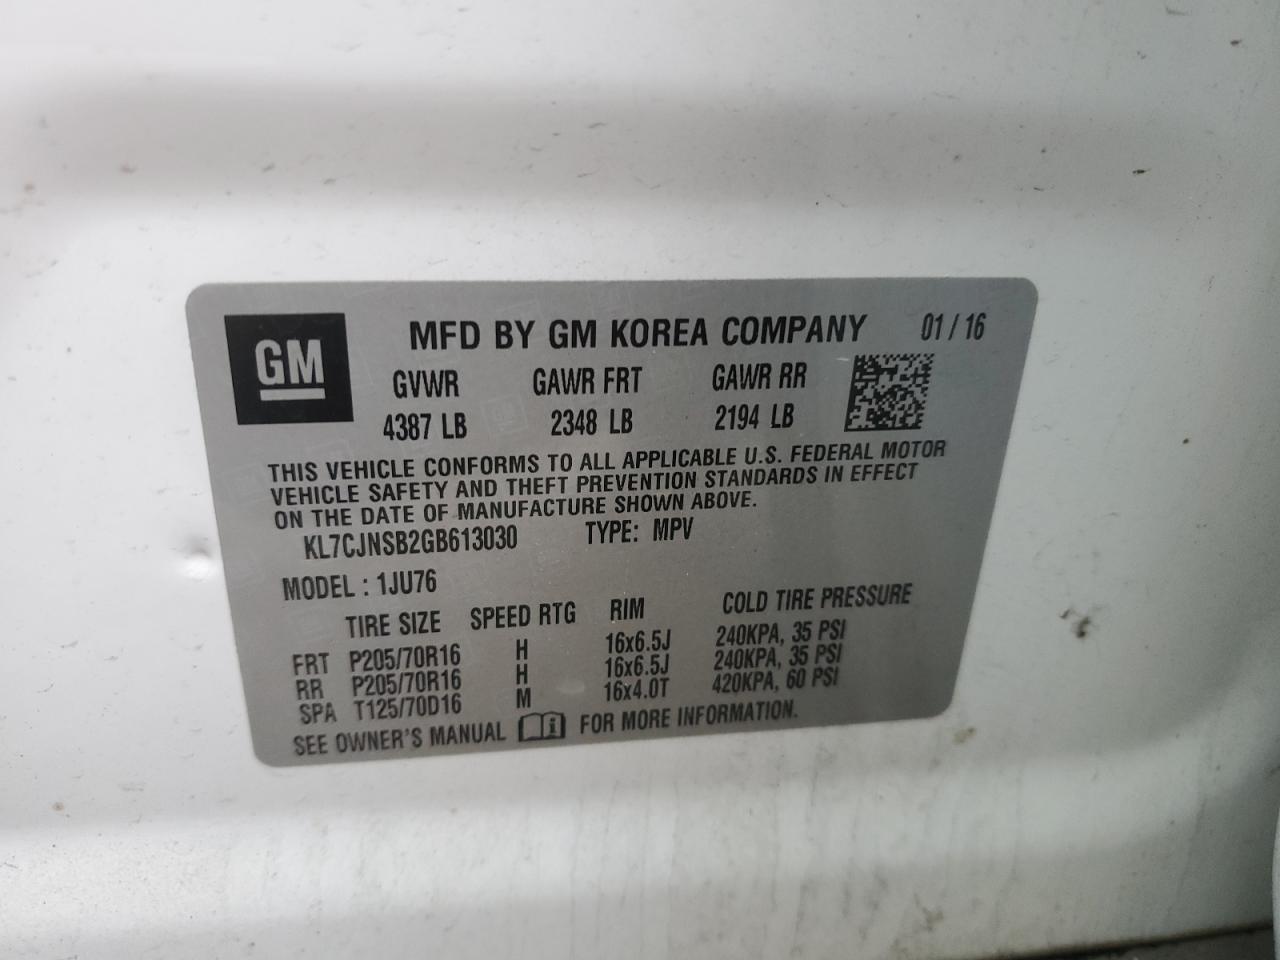 GM
MFD BY GM KOREA COMPANY 01 / 16
GVWR GAWR FRT GAWR RR
4387 LB 2348 LB 2194 LB
THIS VEHICLE CONFORMS TO ALL APPLICABLE U.S. FEDERAL MOTOR
VEHICLE SAFETY AND THEFT PREVENTION STANDARDS IN EFFECT
ON THE DATE OF MANUFACTURE SHOWN ABOVE.
KL7CJNSB2GB613030 TYPE: MPV
MODEL : 1JU76
TIRE SIZE SPEED RTG RIM COLD TIRE PRESSURE
FRT P205/70R16 H 16x6.5J 240KPA, 35 PSI
RR P205/70R16 H 16x6.5J 240KPA, 35 PSI
SPA T125/70D16 M 16x4.0T 420KPA, 60 PSI
SEE OWNER'S MANUAL i FOR MORE INFORMATION.